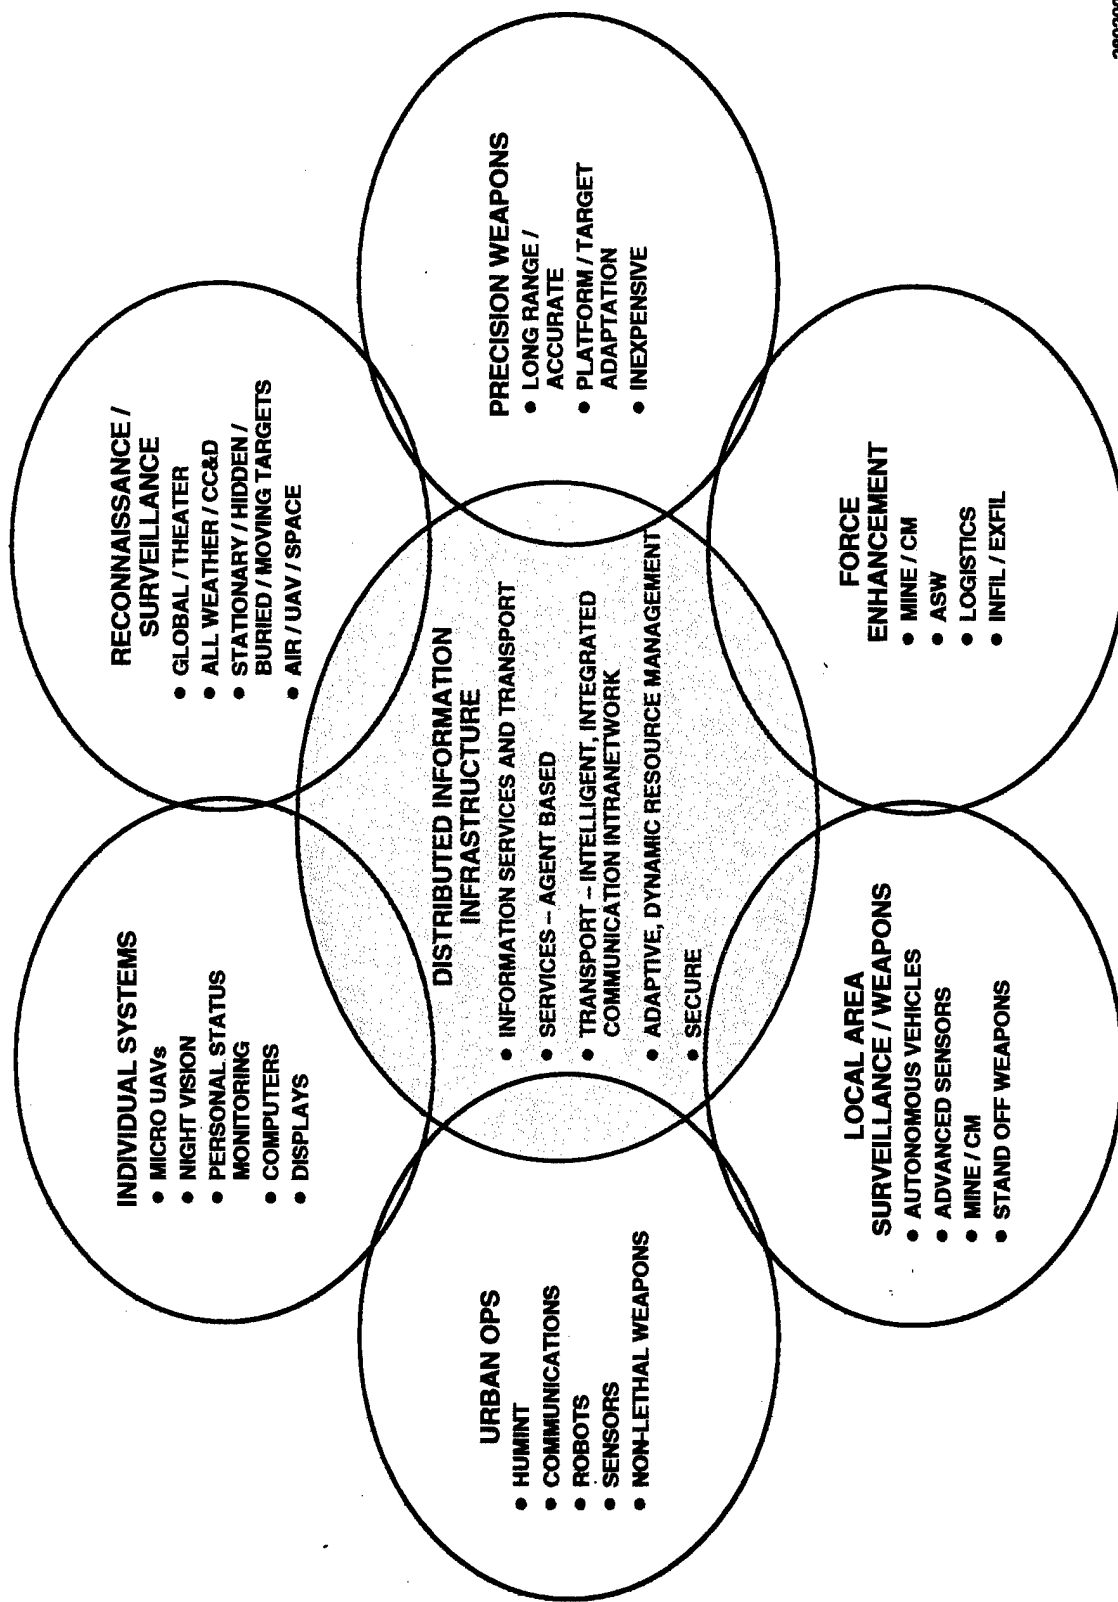 INDIVIDUAL SYSTEMS
• MICRO UAVs
• NIGHT VISION
• PERSONAL STATUS
MONITORING
• COMPUTERS
• DISPLAYS
RECONNAISSANCE /
SURVEILLANCE
• GLOBAL / THEATER
• ALL WEATHER / CC&D
• STATIONARY / HIDDEN /
BURIED / MOVING TARGETS
• AIR / UAV / SPACE
URBAN OPS
• HUMINT
• COMMUNICATIONS
• ROBOTS
• SENSORS
• NON-LETHAL WEAPONS
DISTRIBUTED INFORMATION
INFRASTRUCTURE
• INFORMATION SERVICES AND TRANSPORT
• SERVICES – AGENT BASED
• TRANSPORT – INTELLIGENT, INTEGRATED
COMMUNICATION INTRANETWORK
• ADAPTIVE, DYNAMIC RESOURCE MANAGEMENT
• SECURE
PRECISION WEAPONS
• LONG RANGE /
ACCURATE
• PLATFORM / TARGET
ADAPTATION
• INEXPENSIVE
LOCAL AREA
SURVEILLANCE / WEAPONS
• AUTONOMOUS VEHICLES
• ADVANCED SENSORS
• MINE / CM
• STAND OFF WEAPONS
FORCE
ENHANCEMENT
• MINE / CM
• ASW
• LOGISTICS
• INFIL / EXFIL